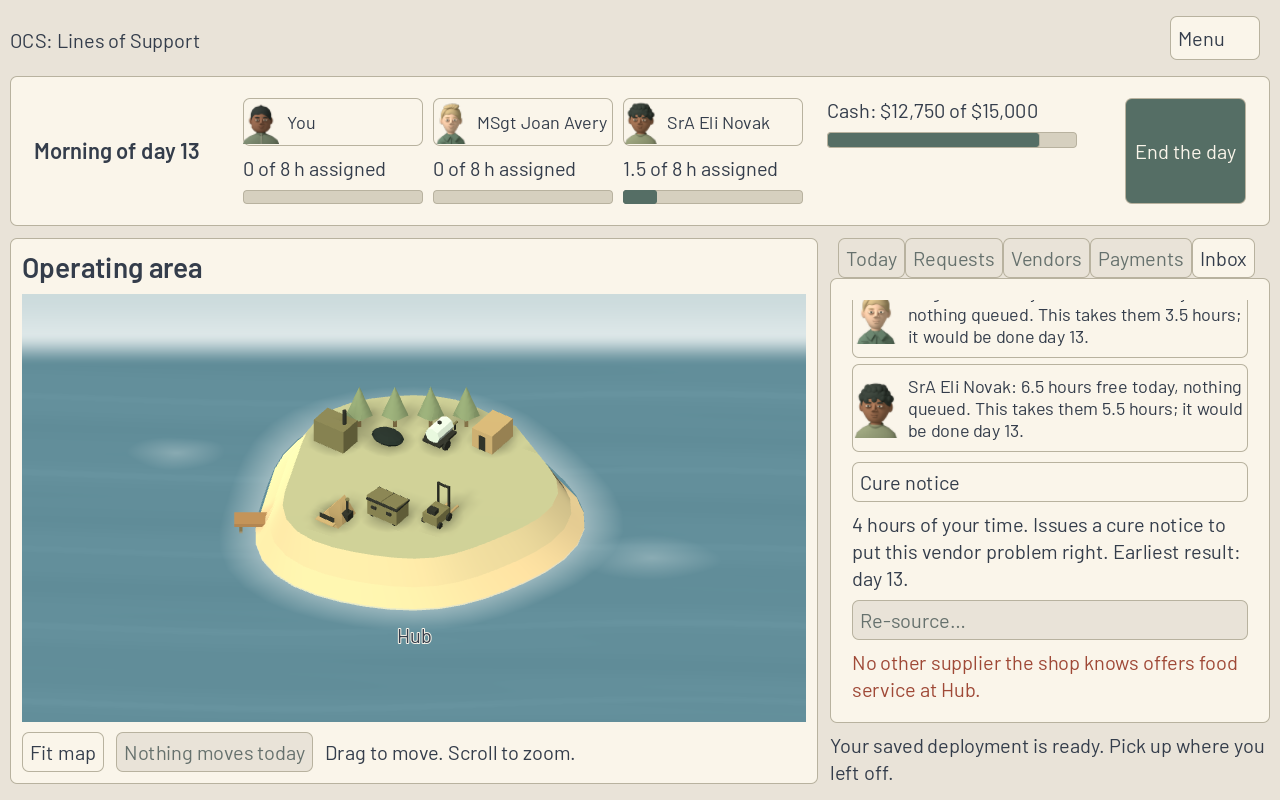 OCS: Lines of Support
Menu
Morning of day 13
You
0 of 8 h assigned
MSgt Joan Avery
0 of 8 h assigned
SrA Eli Novak
1.5 of 8 h assigned
Cash: $12,750 of $15,000
End the day
Operating area
Hub
Fit map
Nothing moves today
Drag to move. Scroll to zoom.
Today
Requests
Vendors
Payments
Inbox
nothing queued. This takes them 3.5 hours;
it would be done day 13.
SrA Eli Novak: 6.5 hours free today, nothing
queued. This takes them 5.5 hours; it would
be done day 13.
Cure notice
4 hours of your time. Issues a cure notice to
put this vendor problem right. Earliest result:
day 13.
Re-source...
No other supplier the shop knows offers food
service at Hub.
Your saved deployment is ready. Pick up where you
left off.